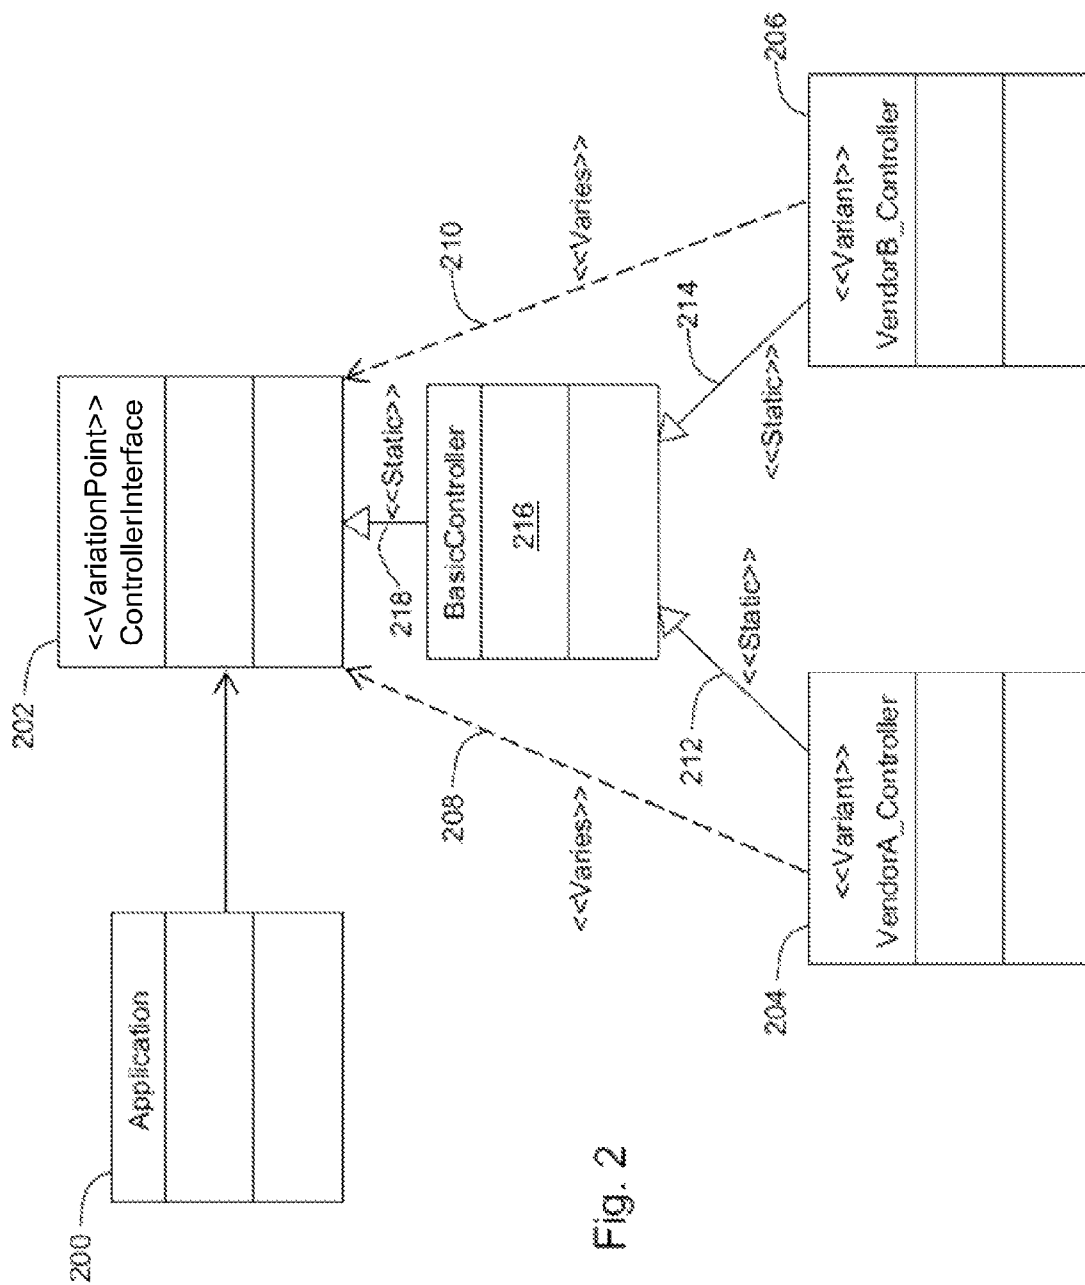 202
200
<<VariationPoint>>
ControllerInterface
Application
<<Static>>
218
208
210
BasicController
216
<<Varies>>
<<Varies>>
Fig. 2
212
214
<<Static>>
<<Static>>
204
206
<<Variant>>
VendorA_Controller
<<Variant>>
VendorB_Controller